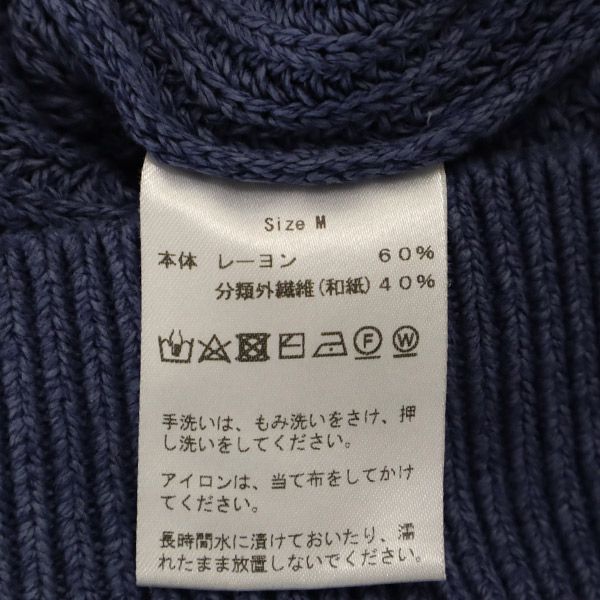 Size M
本体 レーヨン 60%
分類外繊維(和紙) 40%
F W
手洗いは、もみ洗いをさけ、押
し洗いをしてください。
アイロンは、当て布をしてかけ
てください。
長時間水に漬けておいたり、濡
れたまま放置しないでください。